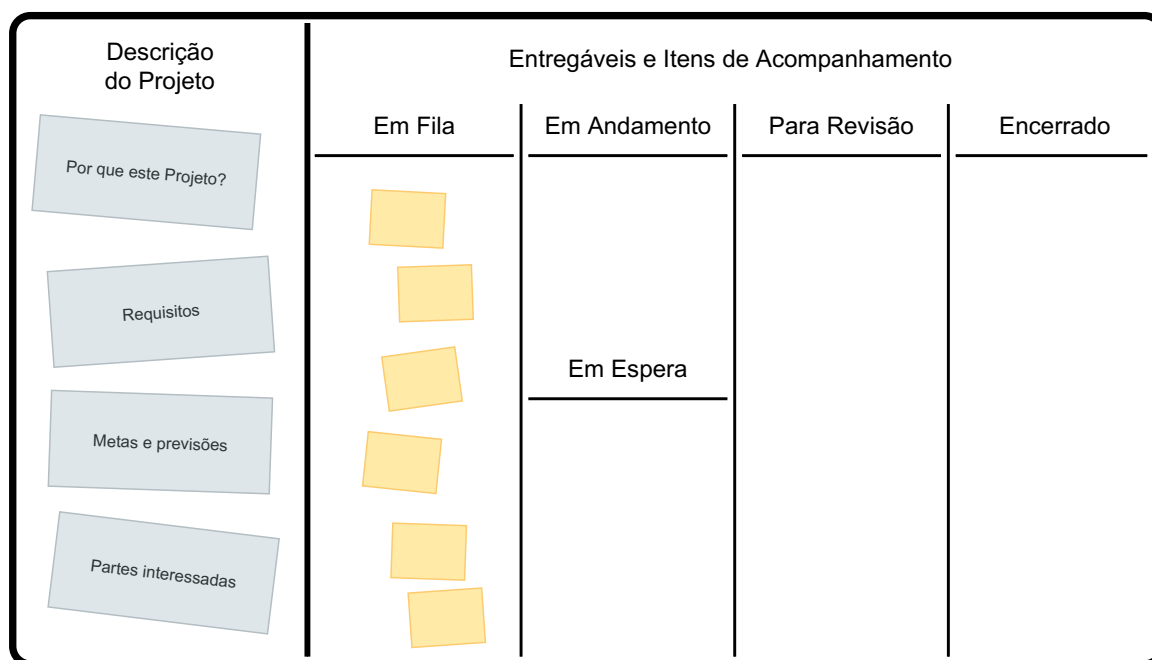 Descrição
do Projeto
Por que este Projeto?
Requisitos
Metas e previsões
Partes interessadas
Entregáveis e Itens de Acompanhamento
Em Fila
Em Andamento
Para Revisão
Encerrado
Em Espera